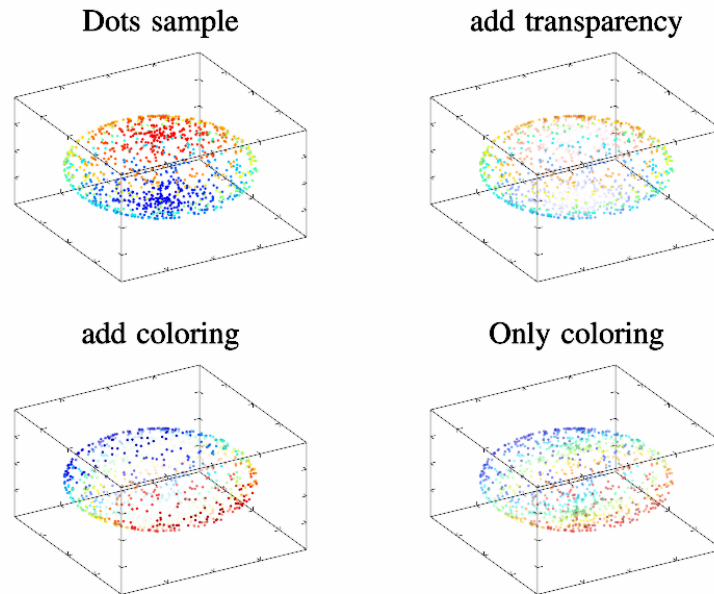 Dots sample
add transparency
add coloring
Only coloring